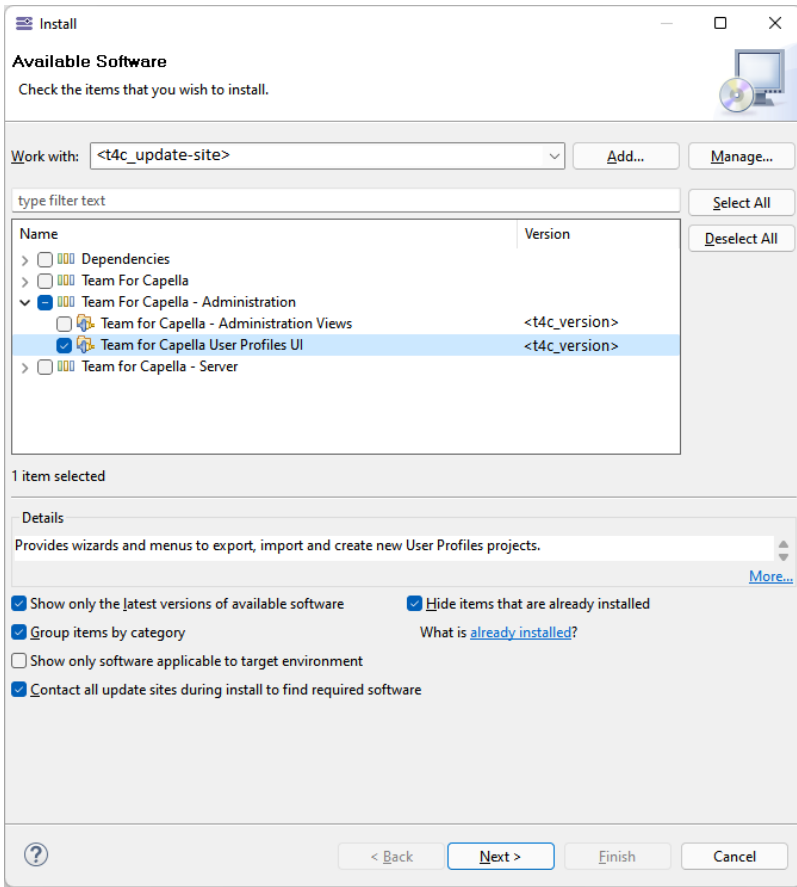 Install
Available Software
Check the items that you wish to install.
Work with: <t4c_update-site> Add... Manage...
type filter text Select All
Name Version Deselect All
Dependencies
Team For Capella
Team For Capella - Administration
Team for Capella - Administration Views <t4c_version>
Team for Capella User Profiles UI <t4c_version>
Team for Capella - Server
1 item selected
Details
Provides wizards and menus to export, import and create new User Profiles projects.
More...
Show only the latest versions of available software Hide items that are already installed
Group items by category What is already installed?
Show only software applicable to target environment
Contact all update sites during install to find required software
? < Back Next > Finish Cancel